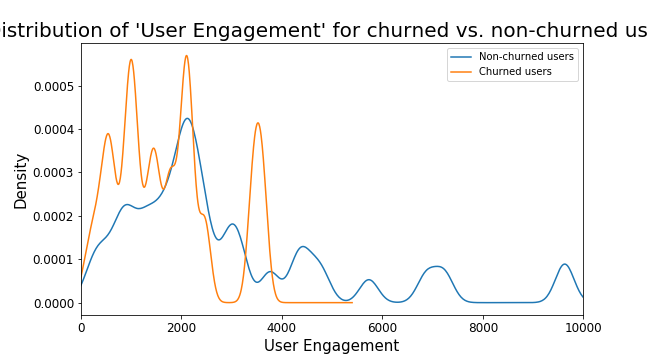 istribution of 'User Engagement' for churned vs. non-churned us
Non-churned users
Churned users
Density
0.0005
0.0004
0.0003
0.0002
0.0001
0.0000
0 2000 4000 6000 8000 10000
User Engagement